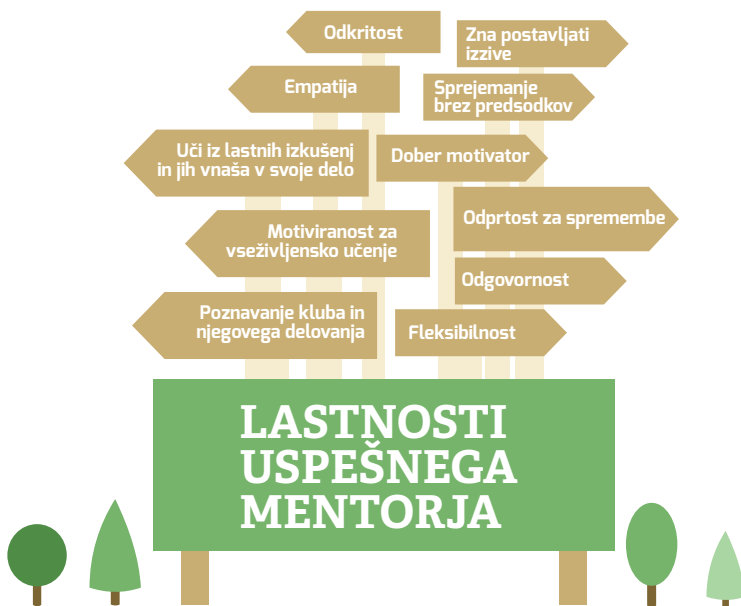 Odkritost
Zna postavljati
izzive
Empatija
Sprejemanje
brez predsodkov
Uči iz lastnih izkušenj
in jih vnaša v svoje delo
Dober motivator
Odprtost za spremembe
Motiviranost za
vseživljensko učenje
Odgovornost
Poznavanje kluba in
njegovega delovanja
Fleksibilnost
LASTNOSTI
USPEŠNEGA
MENTORJA